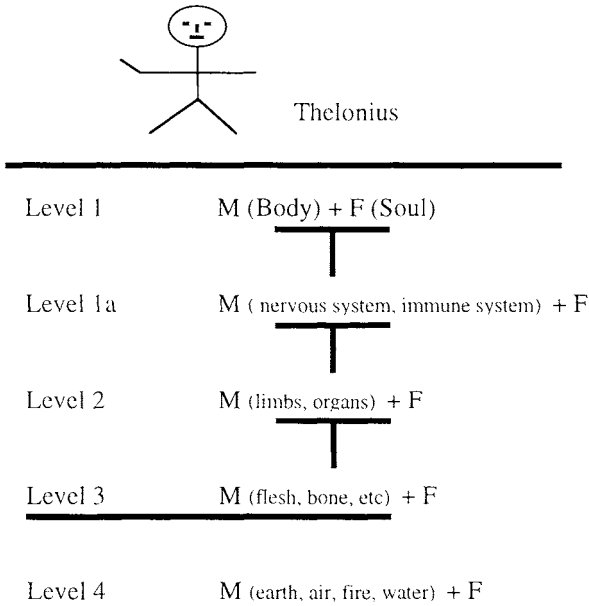 Thelonius
Level 1 M (Body) + F (Soul)
Level 1a M ( nervous system, immune system) + F
Level 2 M (limbs, organs) + F
Level 3 M (flesh, bone, etc) + F
Level 4 M (earth, air, fire, water) + F